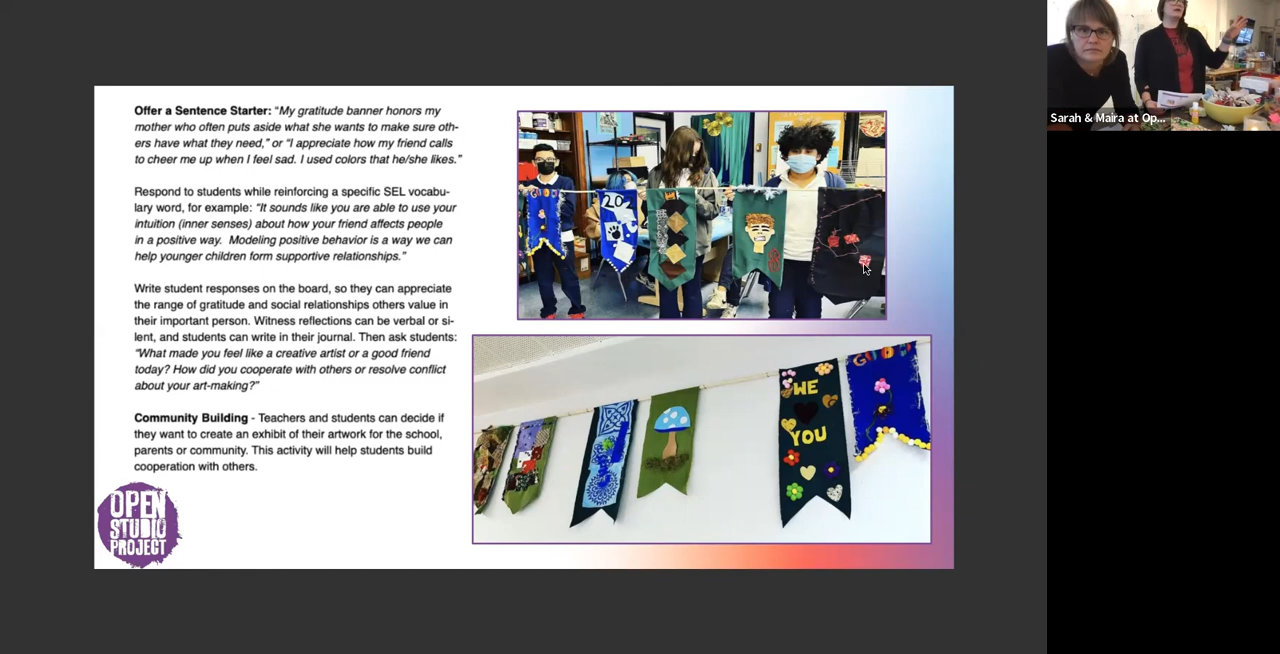 Offer a Sentence Starter: “My gratitude banner honors my
mother who often puts aside what she wants to make sure oth-
ers have what they need,” or “I appreciate how my friend calls
to cheer me up when I feel sad. I used colors that he/she likes.”
Respond to students while reinforcing a specific SEL vocabu-
lary word, for example: “It sounds like you are able to use your
intuition (inner senses) about how your friend affects people
in a positive way. Modeling positive behavior is a way we can
help younger children form supportive relationships.”
Write student responses on the board, so they can appreciate
the range of gratitude and social relationships others value in
their important person. Witness reflections can be verbal or si-
lent, and students can write in their journal. Then ask students:
“What made you feel like a creative artist or a good friend
today? How did you cooperate with others or resolve conflict
about your art-making?”
Community Building - Teachers and students can decide if
they want to create an exhibit of their artwork for the school,
parents or community. This activity will help students build
cooperation with others.
OPEN
STUDIO
PROJECT
20
WE
YOU
Sarah & Maira at Op...